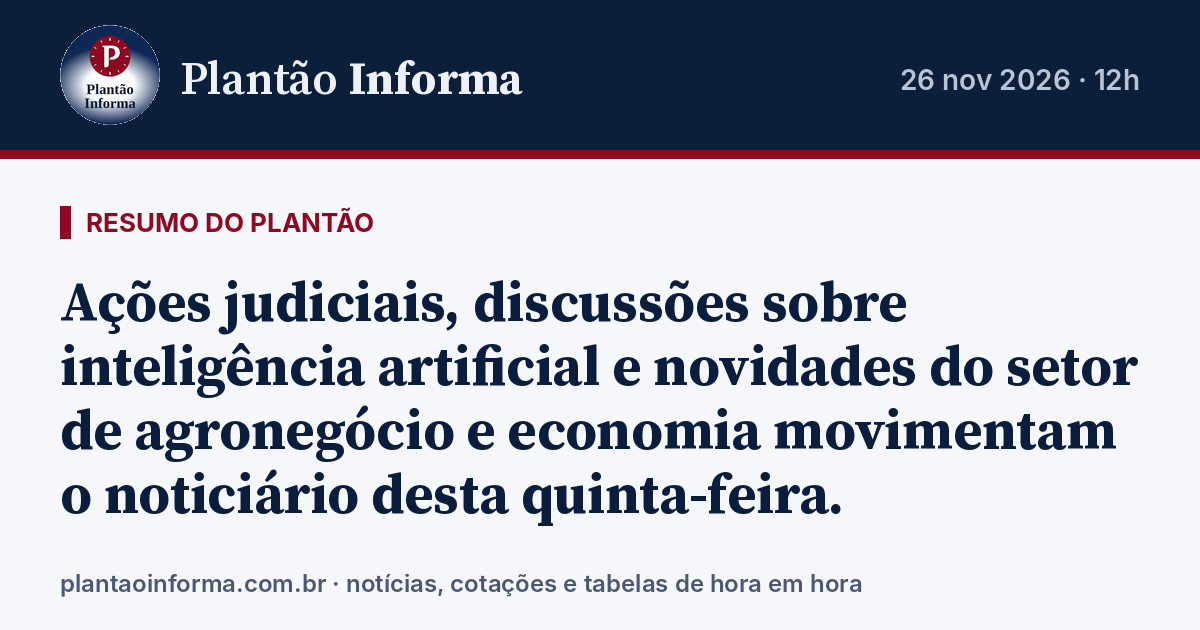 P
Plantão
Informa
Plantão Informa
26 nov 2026 · 12h
RESUMO DO PLANTÃO
Ações judiciais, discussões sobre
inteligência artificial e novidades do setor
de agronegócio e economia movimentam
o noticiário desta quinta-feira.
plantaoinforma.com.br · notícias, cotações e tabelas de hora em hora